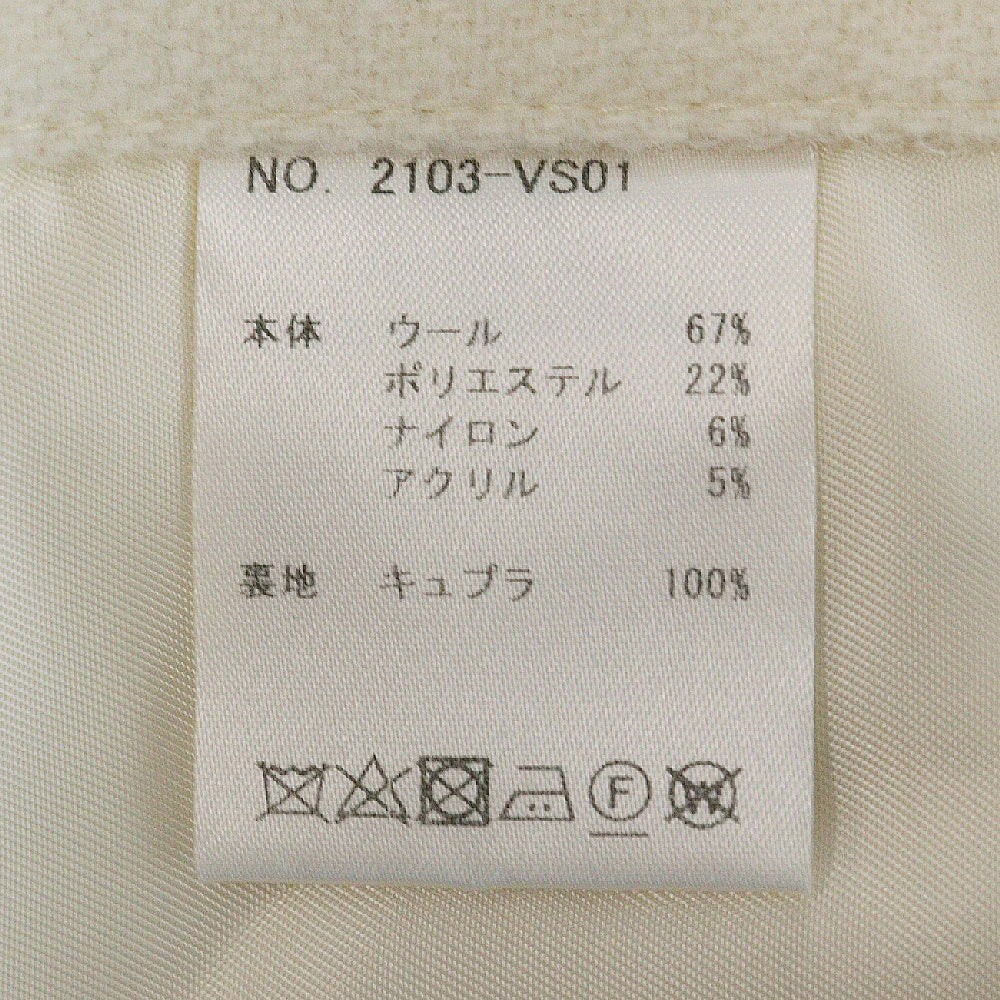 NO. 2103-VS01
本体 ウール 67%
ポリエステル 22%
ナイロン 6%
アクリル 5%
裏地 キュプラ 100%
F W